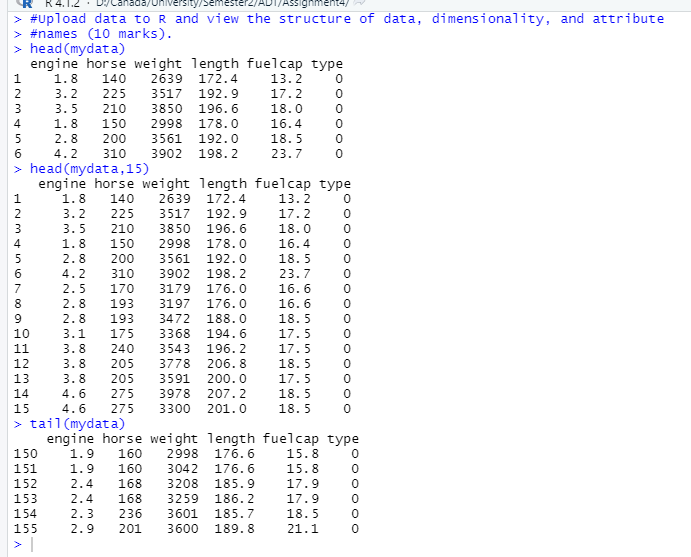 R 4.1.2 · D:/Canada/University/Semester2/ADT/Assignment4/
> #Upload data to R and view the structure of data, dimensionality, and attribute
> #names (10 marks).
> head(mydata)
  engine horse weight length fuelcap type
1    1.8   140   2639  172.4    13.2    0
2    3.2   225   3517  192.9    17.2    0
3    3.5   210   3850  196.6    18.0    0
4    1.8   150   2998  178.0    16.4    0
5    2.8   200   3561  192.0    18.5    0
6    4.2   310   3902  198.2    23.7    0
> head(mydata,15)
   engine horse weight length fuelcap type
1     1.8   140   2639  172.4    13.2    0
2     3.2   225   3517  192.9    17.2    0
3     3.5   210   3850  196.6    18.0    0
4     1.8   150   2998  178.0    16.4    0
5     2.8   200   3561  192.0    18.5    0
6     4.2   310   3902  198.2    23.7    0
7     2.5   170   3179  176.0    16.6    0
8     2.8   193   3197  176.0    16.6    0
9     2.8   193   3472  188.0    18.5    0
10    3.1   175   3368  194.6    17.5    0
11    3.8   240   3543  196.2    17.5    0
12    3.8   205   3778  206.8    18.5    0
13    3.8   205   3591  200.0    17.5    0
14    4.6   275   3978  207.2    18.5    0
15    4.6   275   3300  201.0    18.5    0
> tail(mydata)
    engine horse weight length fuelcap type
150    1.9   160   2998  176.6    15.8    0
151    1.9   160   3042  176.6    15.8    0
152    2.4   168   3208  185.9    17.9    0
153    2.4   168   3259  186.2    17.9    0
154    2.3   236   3601  185.7    18.5    0
155    2.9   201   3600  189.8    21.1    0
>